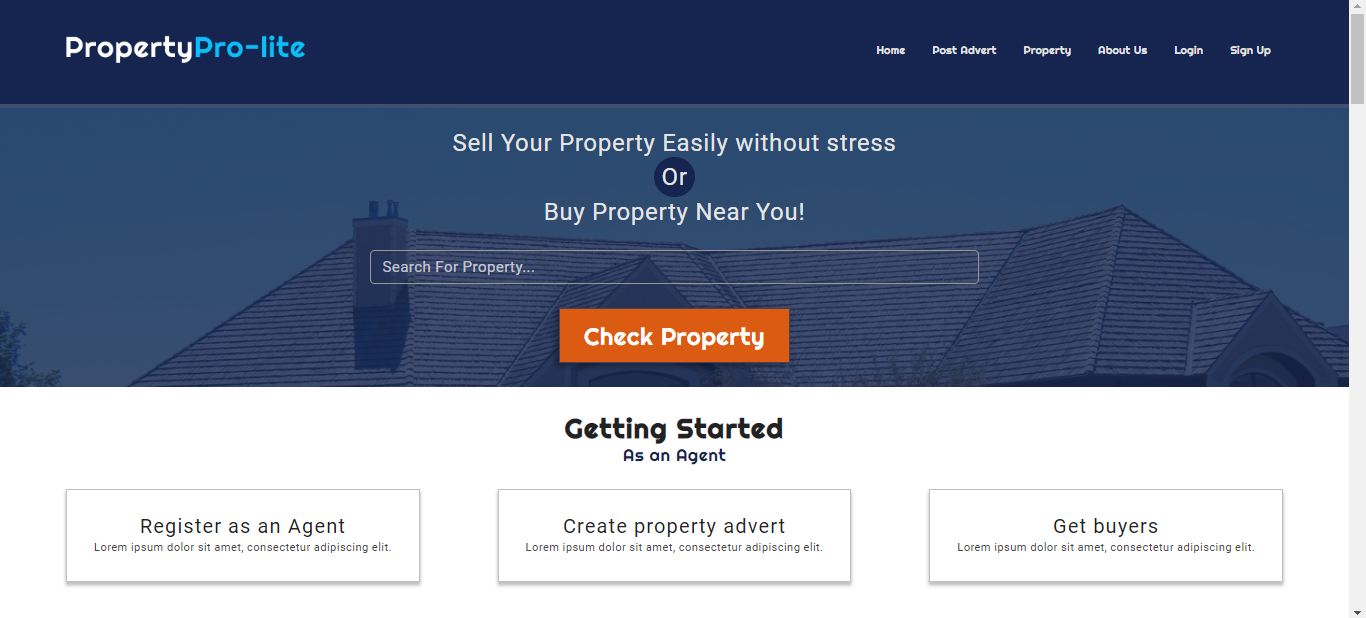 PropertyPro-lite
Home Post Advert Property About Us Login Sign Up
Sell Your Property Easily without stress
Or
Buy Property Near You!
Search For Property...
Check Property
Getting Started
As an Agent
Register as an Agent
Lorem ipsum dolor sit amet, consectetur adipiscing elit.
Create property advert
Lorem ipsum dolor sit amet, consectetur adipiscing elit.
Get buyers
Lorem ipsum dolor sit amet, consectetur adipiscing elit.